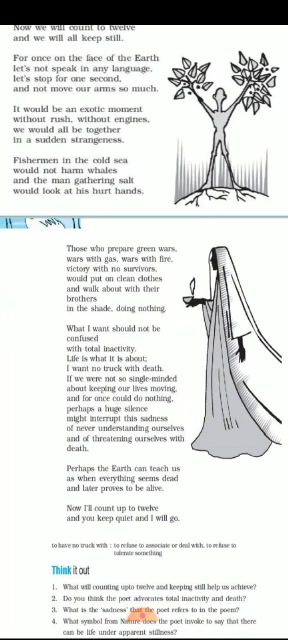 Now we will count to twelve
and we will all keep still.
For once on the face of the Earth
let's not speak in any language,
let's stop for one second,
and not move our arms so much.
It would be an exotic moment
without rush, without engines,
we would all be together
in a sudden strangeness.
Fishermen in the cold sea
would not harm whales
and the man gathering salt
would look at his hurt hands.
Those who prepare green wars,
wars with gas, wars with fire,
victory with no survivors,
would put on clean clothes
and walk about with their
brothers
in the shade, doing nothing.
What I want should not be
confused
with total inactivity.
Life is what it is about;
I want no truck with death.
If we were not so single-minded
about keeping our lives moving,
and for once could do nothing,
perhaps a huge silence
might interrupt this sadness
of never understanding ourselves
and of threatening ourselves with
death.
Perhaps the Earth can teach us
as when everything seems dead
and later proves to be alive.
Now I'll count up to twelve
and you keep quiet and I will go.
to have no truck with : to refuse to associate or deal with, to refuse to
tolerate something
Think it out
1. What will counting upto twelve and keeping still help us achieve?
2. Do you think the poet advocates total inactivity and death?
3. What is the 'sadness' that the poet refers to in the poem?
4. What symbol from Nature does the poet invoke to say that there
can be life under apparent stillness?